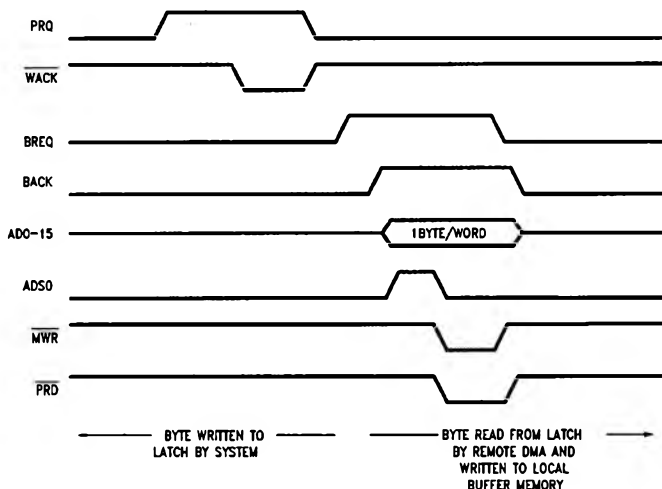 PRQ
WACK
BREQ
BACK
AD0-15
1BYTE/WORD
ADS0
MWR
PRD
BYTE WRITTEN TO
LATCH BY SYSTEM
BYTE READ FROM LATCH
BY REMOTE DMA AND
WRITTEN TO LOCAL
BUFFER MEMORY